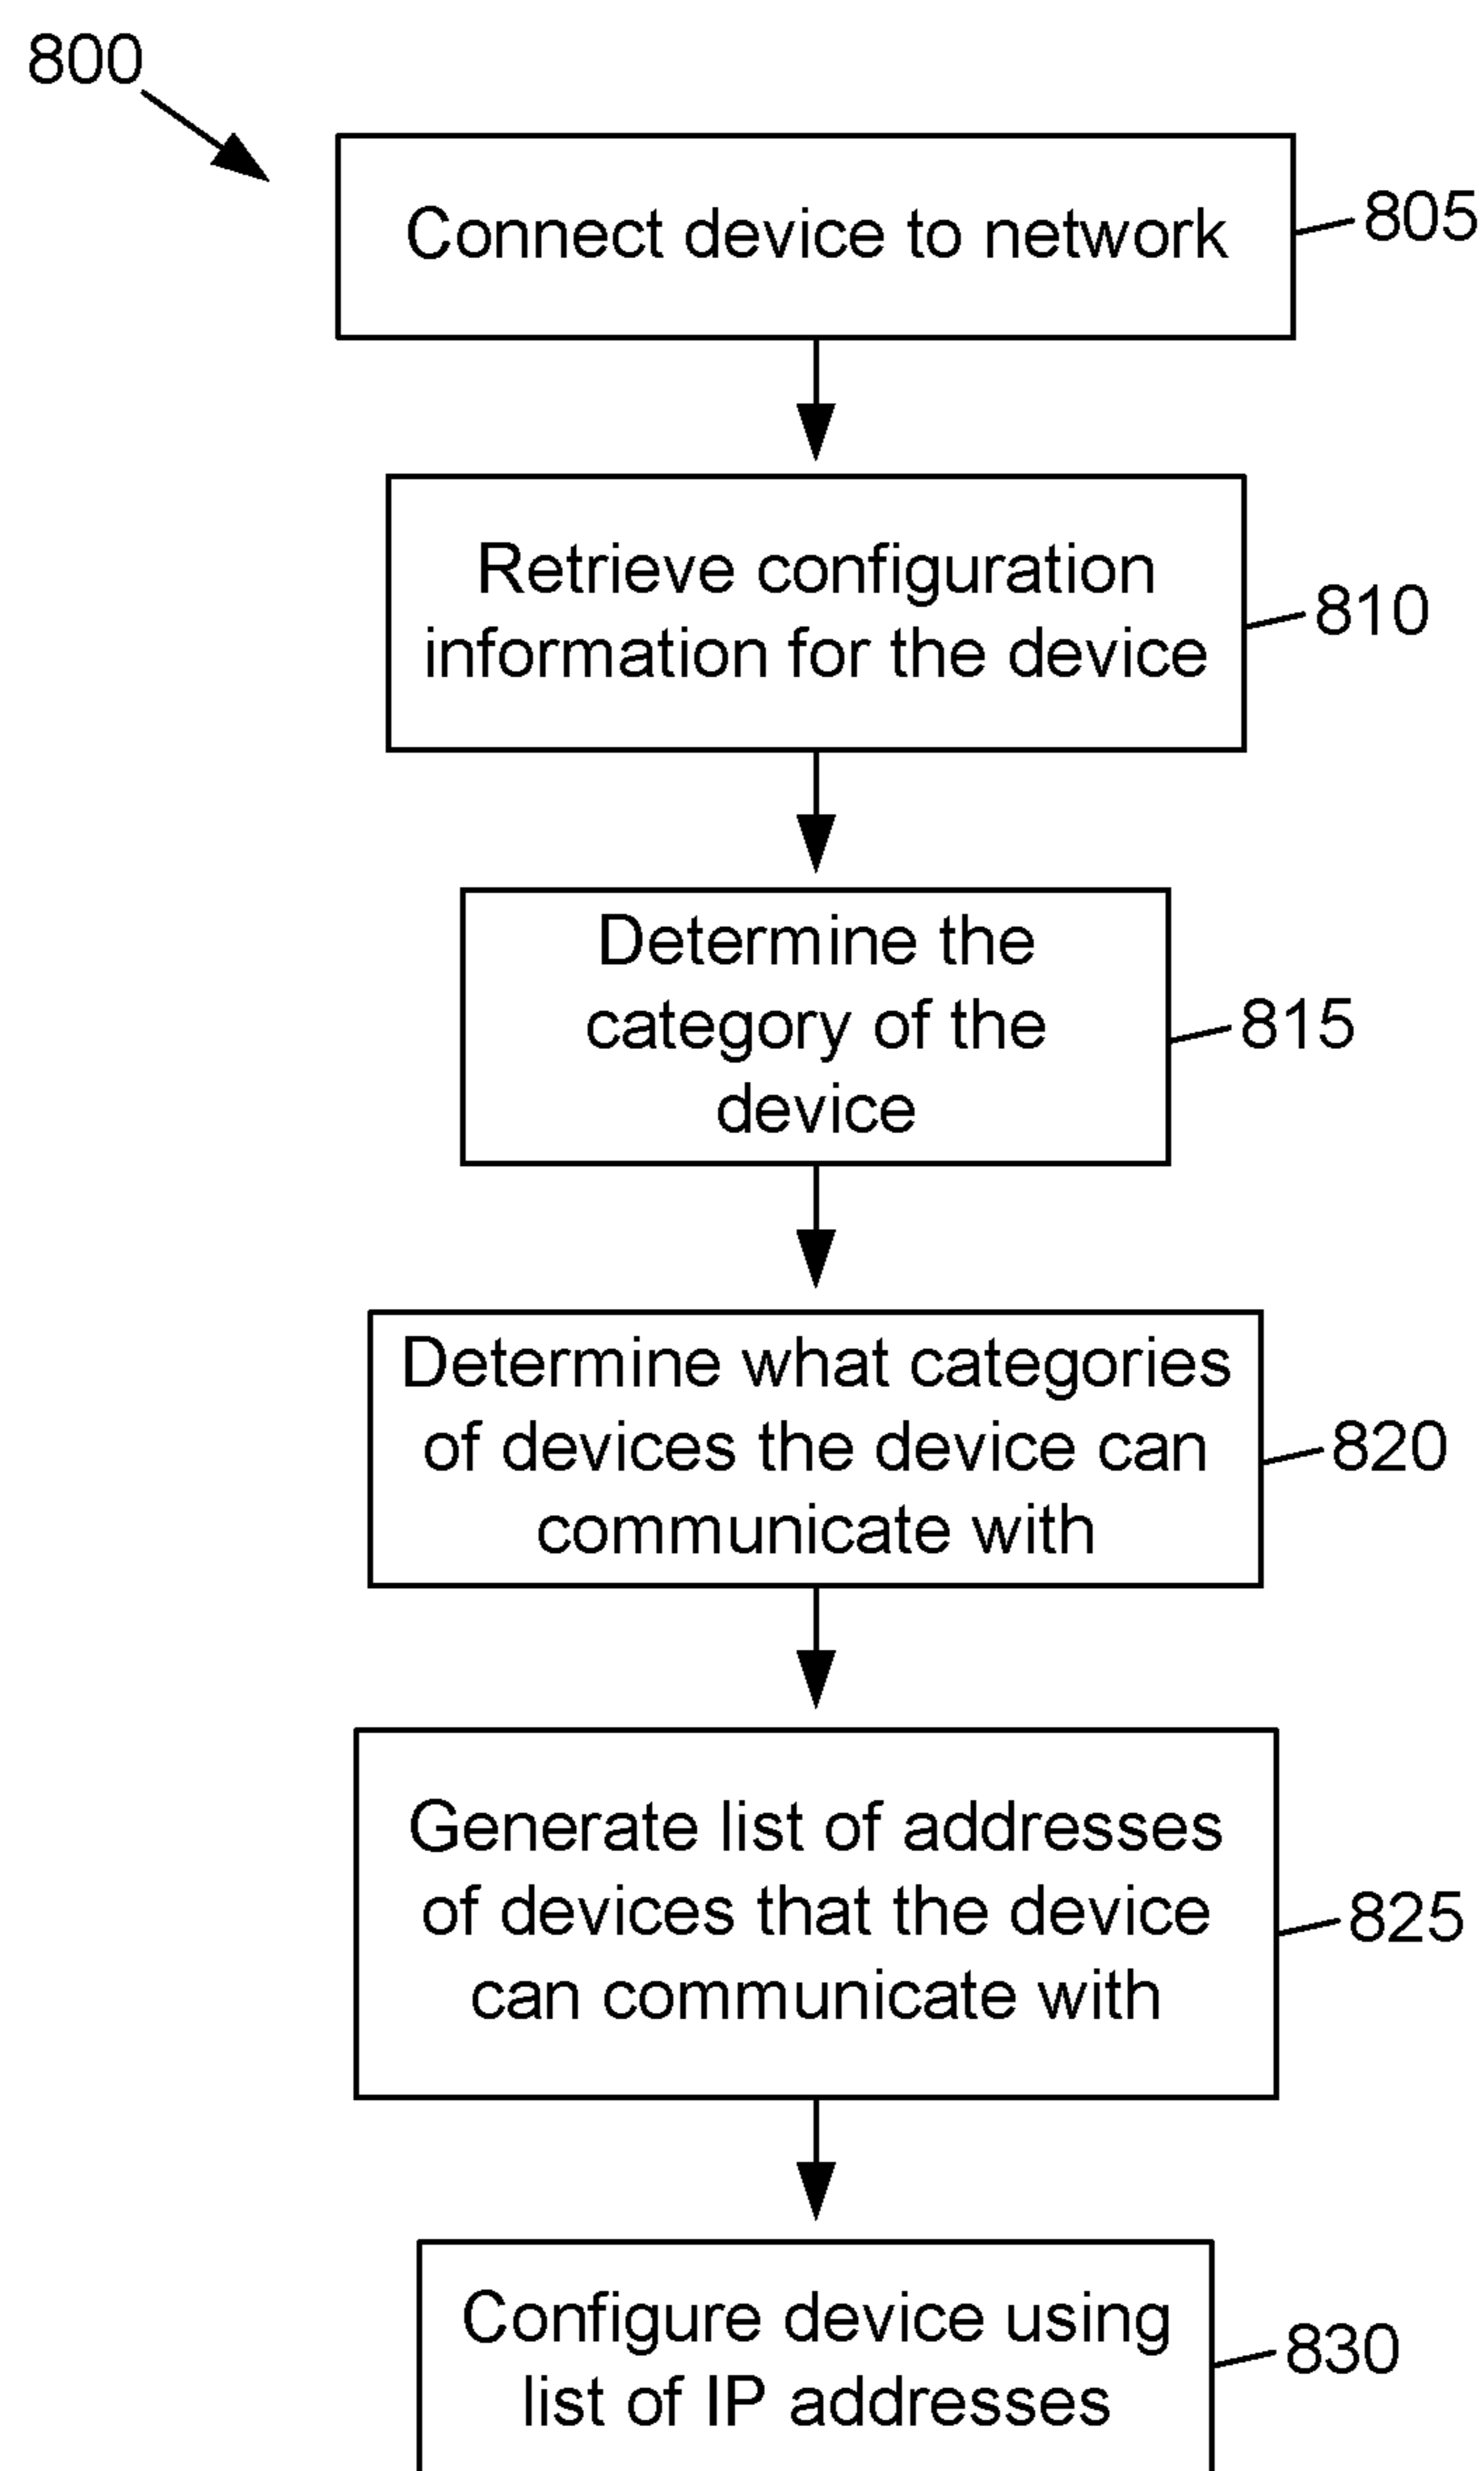 800
Connect device to network
805
Retrieve configuration
information for the device
810
Determine the
category of the
device
815
Determine what categories
of devices the device can
communicate with
820
Generate list of addresses
of devices that the device
can communicate with
825
Configure device using
list of IP addresses
830